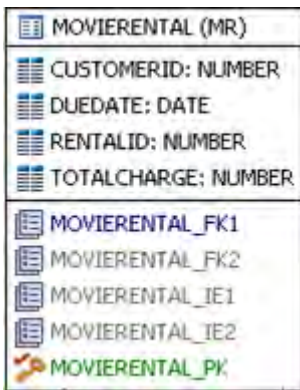 MOVIERENTAL (MR)
CUSTOMERID: NUMBER
DUEDATE: DATE
RENTALID: NUMBER
TOTALCHARGE: NUMBER
MOVIERENTAL_FK1
MOVIERENTAL_FK2
MOVIERENTAL_IE1
MOVIERENTAL_IE2
MOVIERENTAL_PK